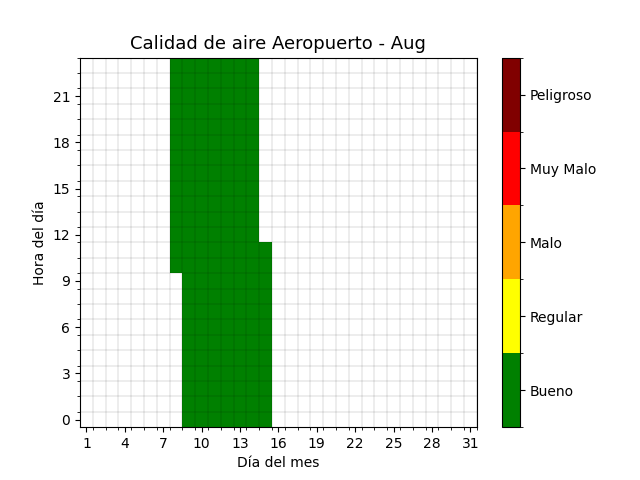 Calidad de aire Aeropuerto - Aug
21
18
15
12
9
6
3
0
Hora del día
1 4 7 10 13 16 19 22 25 28 31
Día del mes
Peligroso
Muy Malo
Malo
Regular
Bueno